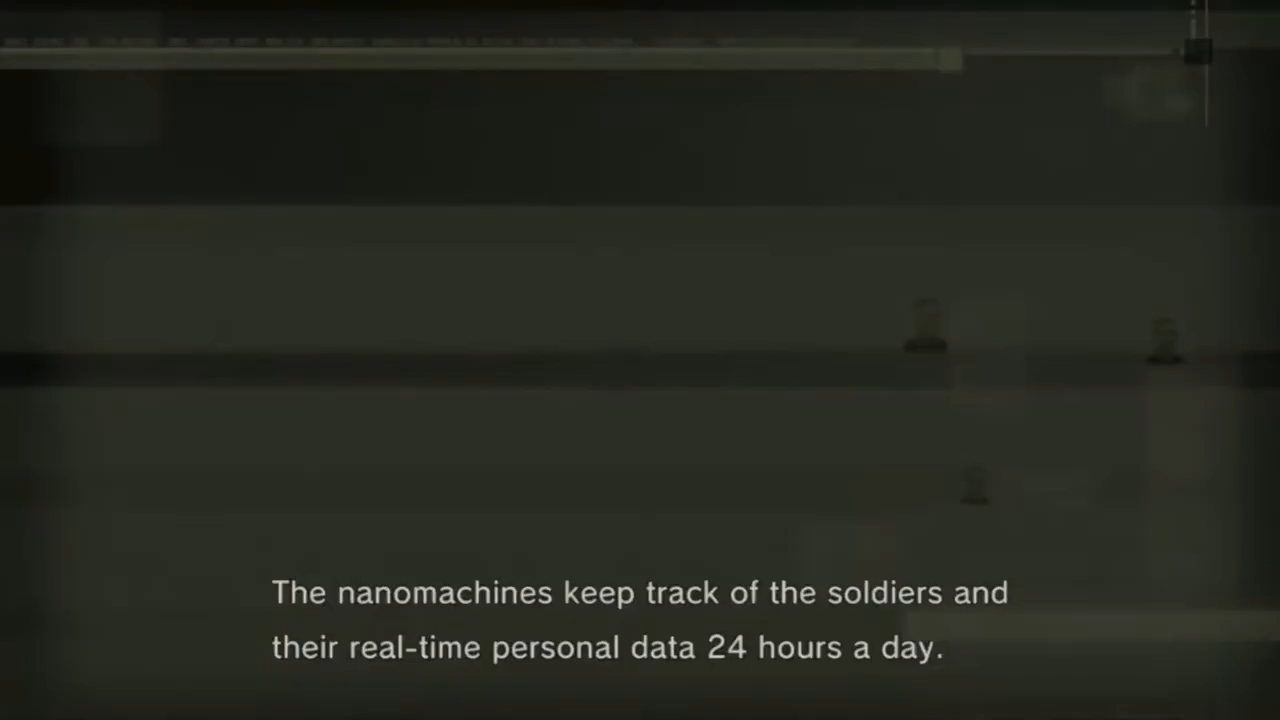 The nanomachines keep track of the soldiers and
their real-time personal data 24 hours a day.